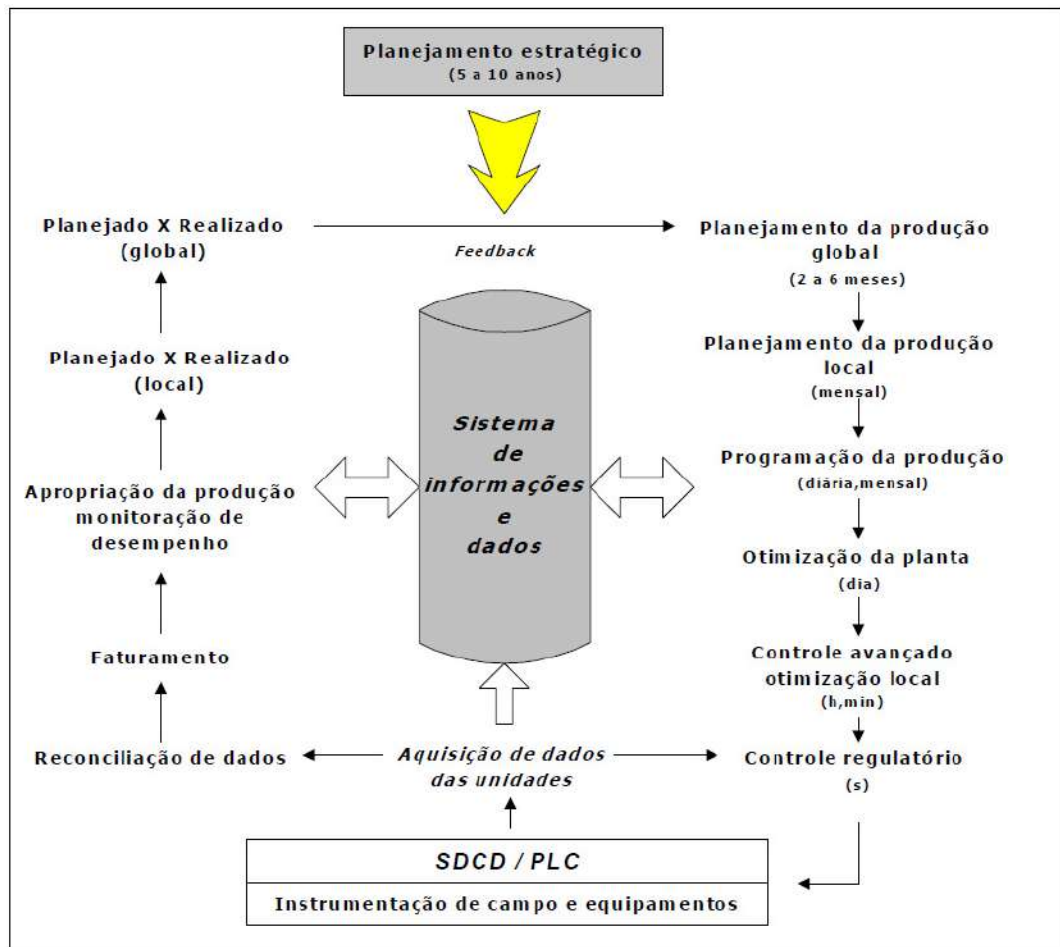 Planejamento estratégico
(5 a 10 anos)
Planejado X Realizado
(global)
Feedback
Planejamento da produção
global
(2 a 6 meses)
Planejado X Realizado
(local)
Planejamento da produção
local
(mensal)
Sistema
de
informações
e
dados
Apropriação da produção
monitoração de
desempenho
Programação da produção
(diária,mensal)
Otimização da planta
(dia)
Faturamento
Controle avançado
otimização local
(h,min)
Reconciliação de dados
Aquisição de dados
das unidades
Controle regulatório
(s)
SDCD / PLC
Instrumentação de campo e equipamentos